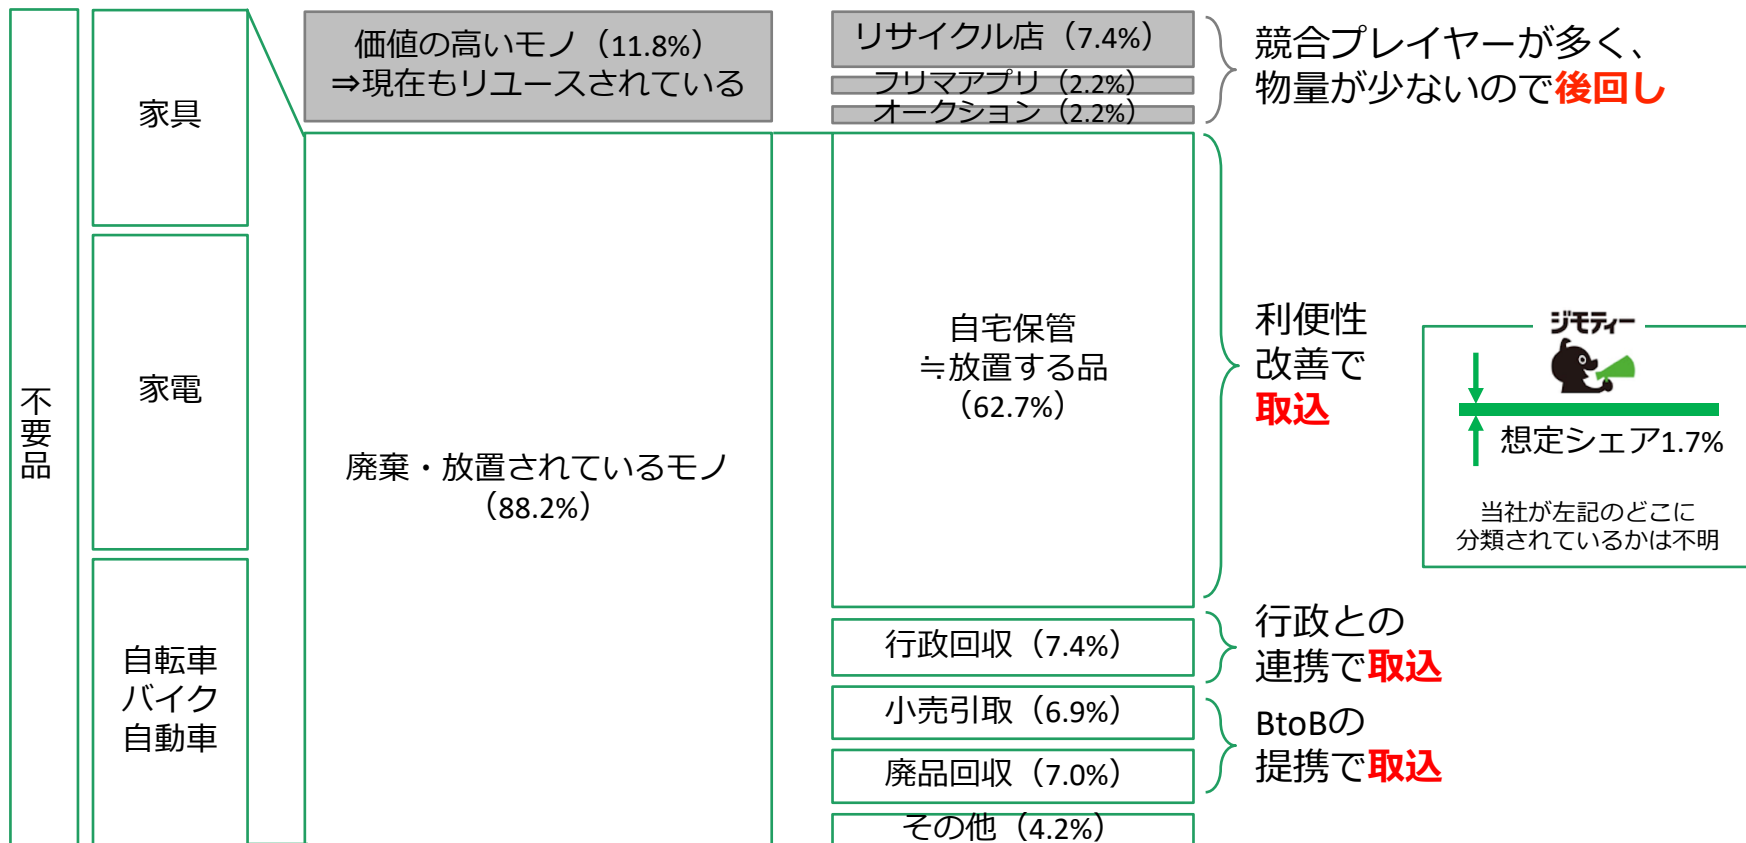 不要品
家具
家電
自転車
バイク
自動車
価値の高いモノ（11.8%）
⇒現在もリユースされている
廃棄・放置されているモノ
（88.2%）
リサイクル店（7.4%）
フリマアプリ（2.2%）
オークション（2.2%）
自宅保管
≒放置する品
（62.7%）
行政回収（7.4%）
小売引取（6.9%）
廃品回収（7.0%）
その他（4.2%）
競合プレイヤーが多く、
物量が少ないので後回し
利便性
改善で
取込
行政との
連携で取込
BtoBの
提携で取込
ジモティー
想定シェア1.7%
当社が左記のどこに
分類されているかは不明